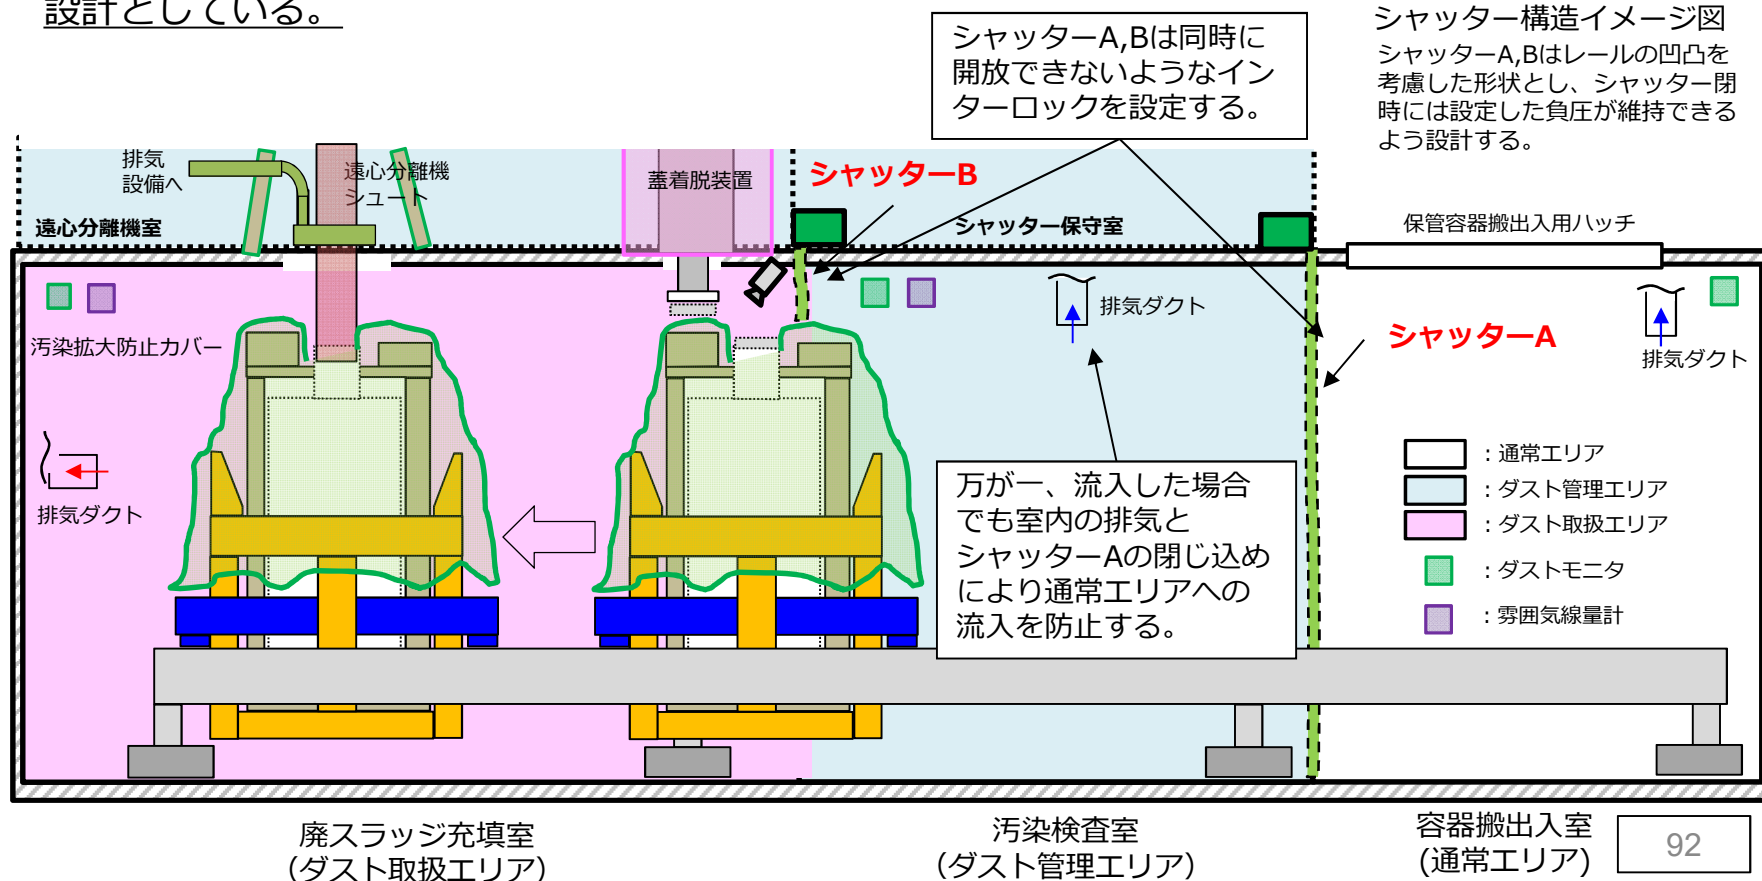 設計としている。
シャッター構造イメージ図
シャッターA,Bはレールの凹凸を
考慮した形状とし、シャッター閉
時には設定した負圧が維持できる
よう設計する。
シャッターA,Bは同時に
開放できないようなイン
ターロックを設定する。
排気
設備へ
遠心分離機
シュート
蓋着脱装置
シャッターB
遠心分離機室
シャッター保守室
保管容器搬出入用ハッチ
排気ダクト
シャッターA
排気ダクト
汚染拡大防止カバー
排気ダクト
万が一、流入した場合
でも室内の排気と
シャッターAの閉じ込め
により通常エリアへの
流入を防止する。
：通常エリア
：ダスト管理エリア
：ダスト取扱エリア
：ダストモニタ
：雰囲気線量計
廃スラッジ充填室
（ダスト取扱エリア）
汚染検査室
（ダスト管理エリア）
容器搬出入室
(通常エリア)
92